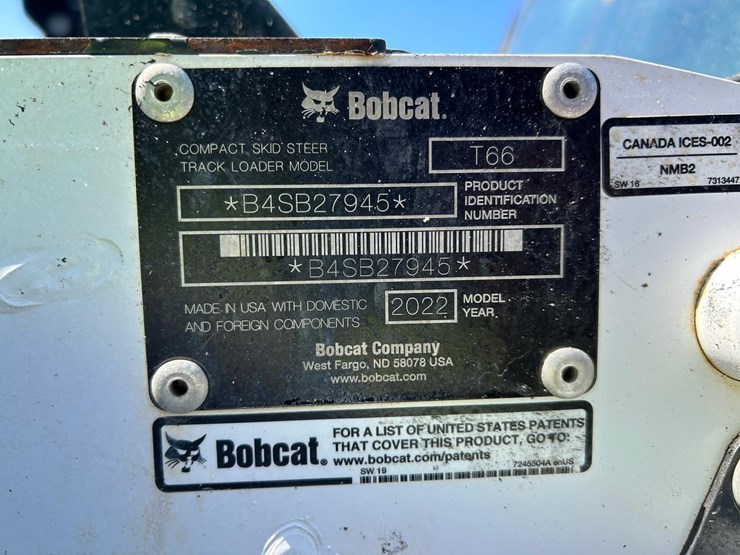 Bobcat.
COMPACT SKID STEER
TRACK LOADER MODEL
T66
*B4SB27945*
PRODUCT
IDENTIFICATION
NUMBER
*B4SB27945*
MADE IN USA WITH DOMESTIC
AND FOREIGN COMPONENTS
2022
MODEL
YEAR
Bobcat Company
West Fargo, ND 58078 USA
www.bobcat.com
CANADA ICES-002
NMB2
SW 16
7313447
Bobcat.
FOR A LIST OF UNITED STATES PATENTS
THAT COVER THIS PRODUCT, GO TO:
www.bobcat.com/patents
SW 19
7245504A enUS